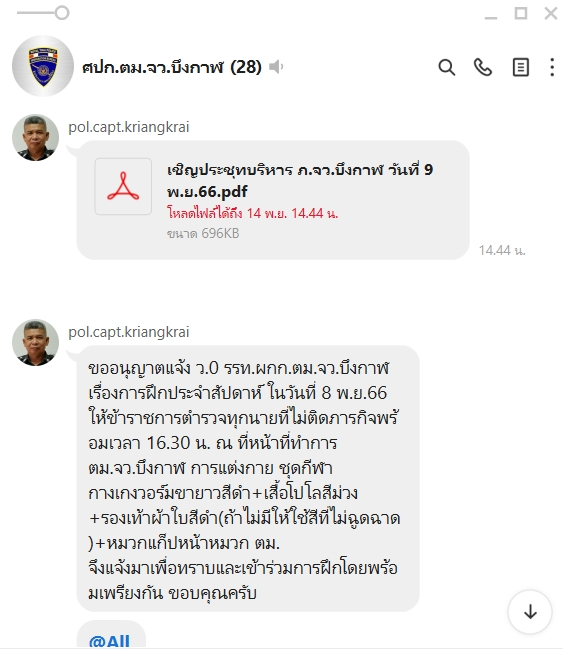 ศปก.ตม.จว.บึงกาฬ (28)
pol.capt.kriangkrai
เชิญประชุทบริหาร ภ.จว.บึงกาฬ วันที่ 9
พ.ย.66.pdf
โหลดไฟล์ได้ถึง 14 พ.ย. 14.44 น.
ขนาด 696KB
14.44 น.
pol.capt.kriangkrai
ขออนุญาตแจ้ง ว.0 รรท.ผกก.ตม.จว.บึงกาฬ
เรื่องการฝึกประจำสัปดาห์ ในวันที่ 8 พ.ย.66
ให้ข้าราชการตำรวจทุกนายที่ไม่ติดภารกิจพร้
อมเวลา 16.30 น. ณ ที่หน้าที่ทำการ
ตม.จว.บึงกาฬ การแต่งกาย ชุดกีฬา
กางเกงวอร์มขายาวสีดำ+เสื้อโปโลสีม่วง
+รองเท้าผ้าใบสีดำ(ถ้าไม่มีให้ใช้สีที่ไม่ฉูดฉาด
)+หมวกแก็ปหน้าหมวก ตม.
จึงแจ้งมาเพื่อทราบและเข้าร่วมการฝึกโดยพร้อ
มเพรียงกัน ขอบคุณครับ
@All